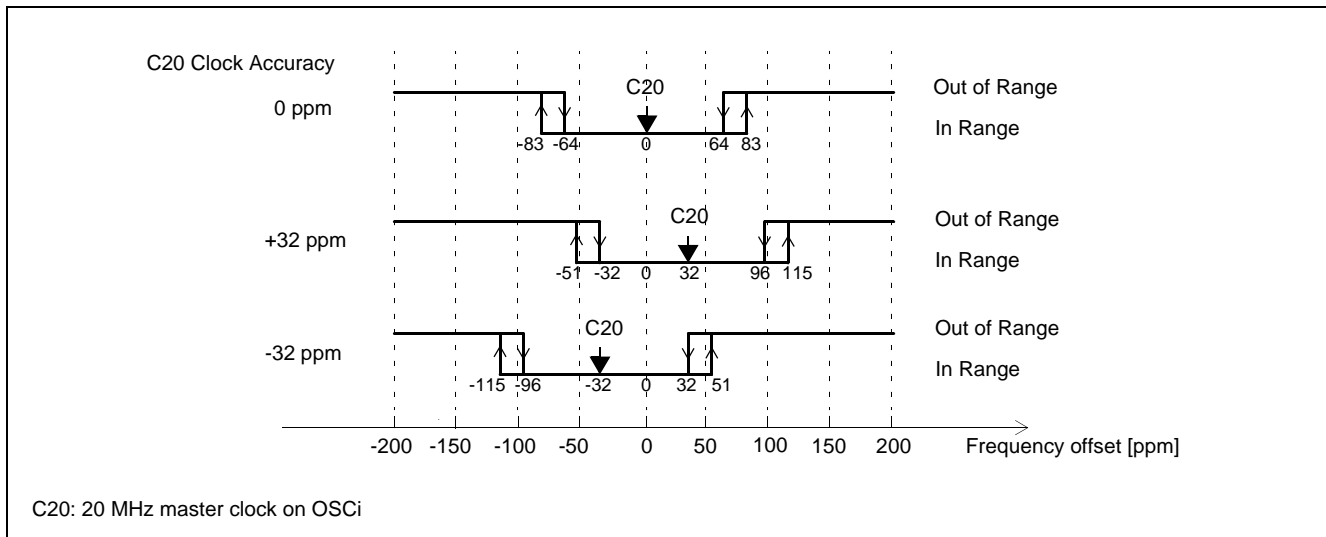 C20 Clock Accuracy
0 ppm
C20
Out of Range
In Range
-83 -64 0 64 83
+32 ppm
C20
Out of Range
In Range
-51 -32 0 32 96 115
-32 ppm
C20
Out of Range
In Range
-115 -96 -32 0 32 51
-200 -150 -100 -50 0 50 100 150 200 Frequency offset [ppm]
C20: 20 MHz master clock on OSCi